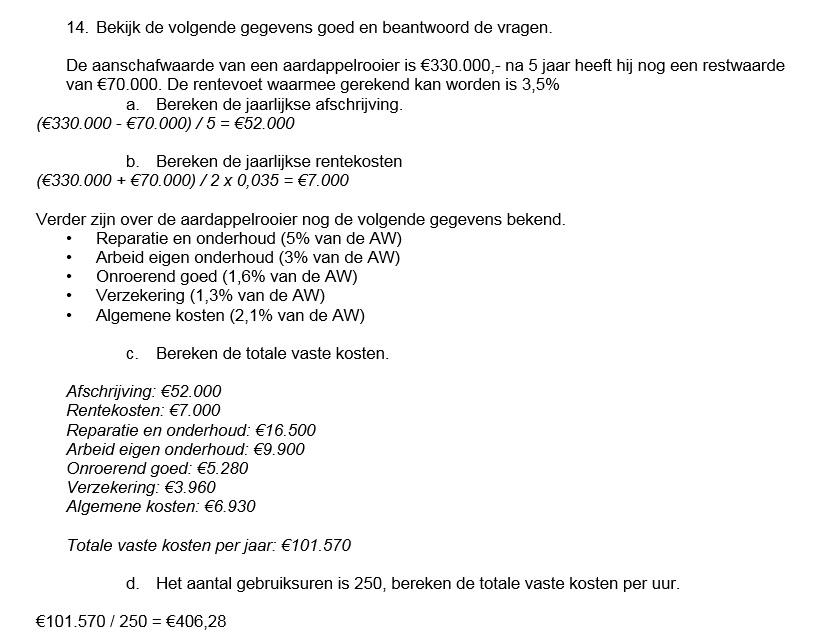 14. Bekijk de volgende gegevens goed en beantwoord de vragen.
De aanschafwaarde van een aardappelrooier is €330.000,- na 5 jaar heeft hij nog een restwaarde
van €70.000. De rentevoet waarmee gerekend kan worden is 3,5%
a. Bereken de jaarlijkse afschrijving.
(€330.000 - €70.000) / 5 = €52.000
b. Bereken de jaarlijkse rentekosten
(€330.000 + €70.000) / 2 x 0,035 = €7.000
Verder zijn over de aardappelrooier nog de volgende gegevens bekend.
• Reparatie en onderhoud (5% van de AW)
• Arbeid eigen onderhoud (3% van de AW)
• Onroerend goed (1,6% van de AW)
• Verzekering (1,3% van de AW)
• Algemene kosten (2,1% van de AW)
c. Bereken de totale vaste kosten.
Afschrijving: €52.000
Rentekosten: €7.000
Reparatie en onderhoud: €16.500
Arbeid eigen onderhoud: €9.900
Onroerend goed: €5.280
Verzekering: €3.960
Algemene kosten: €6.930
Totale vaste kosten per jaar: €101.570
d. Het aantal gebruiksuren is 250, bereken de totale vaste kosten per uur.
€101.570 / 250 = €406,28